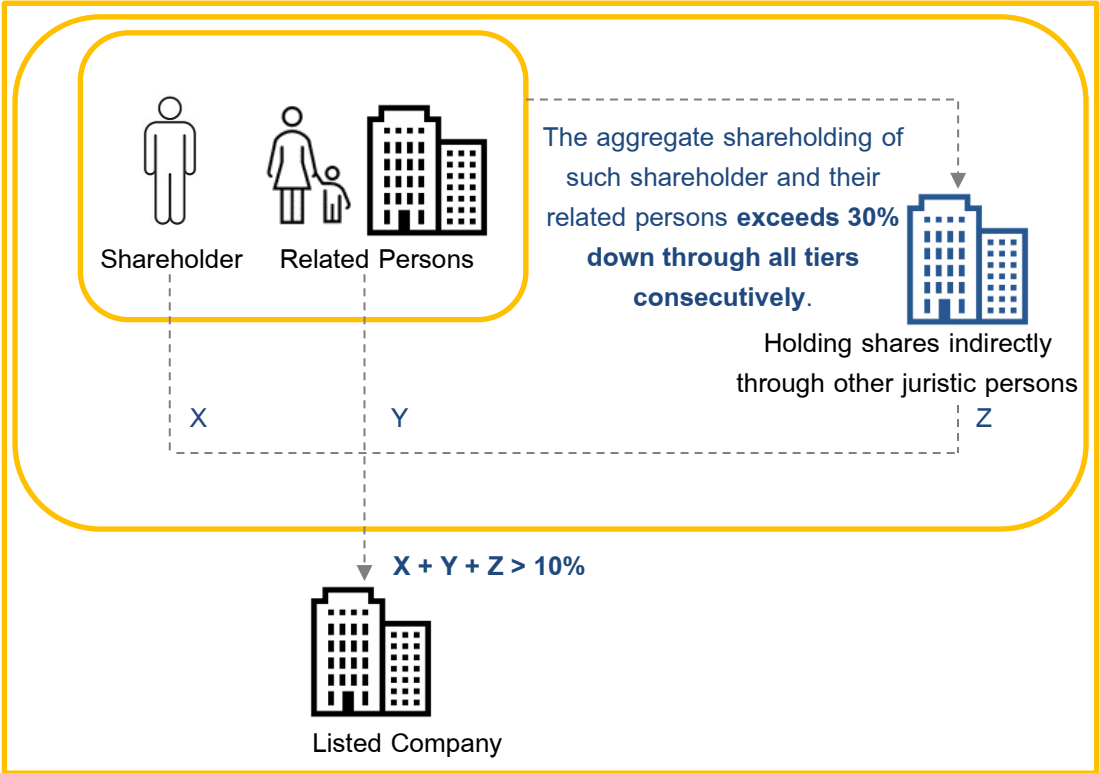 Shareholder
Related Persons
The aggregate shareholding of
such shareholder and their
related persons exceeds 30%
down through all tiers
consecutively.
Holding shares indirectly
through other juristic persons
X
Y
Z
X + Y + Z > 10%
Listed Company